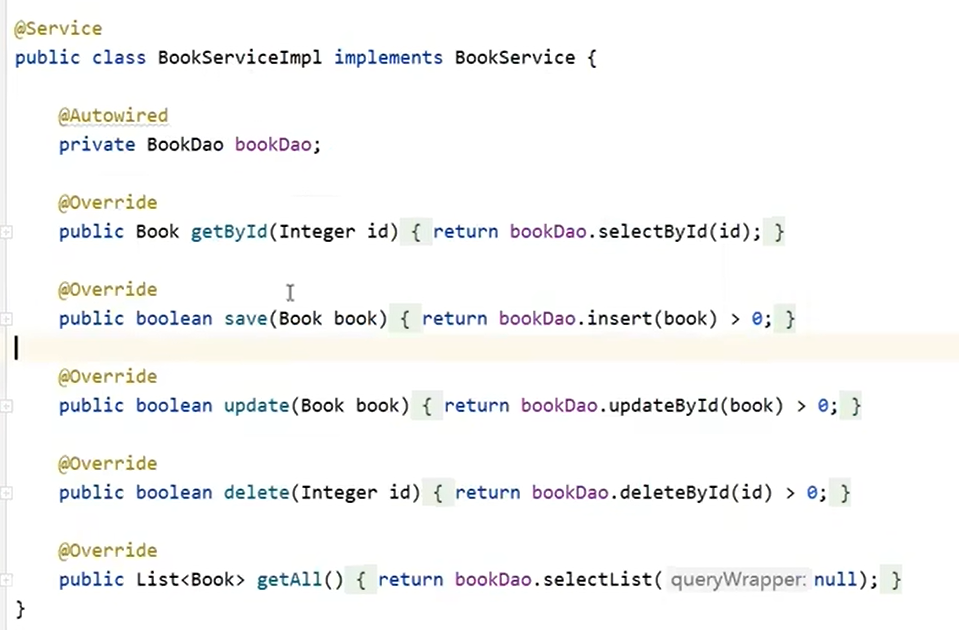 @Service
public class BookServiceImpl implements BookService {
@Autowired
private BookDao bookDao;
@Override
public Book getById(Integer id) { return bookDao.selectById(id); }
@Override
public boolean save(Book book) { return bookDao.insert(book) > 0; }
@Override
public boolean update(Book book) { return bookDao.updateById(book) > 0; }
@Override
public boolean delete(Integer id) { return bookDao.deleteById(id) > 0; }
@Override
public List<Book> getAll() { return bookDao.selectList( queryWrapper: null); }
}